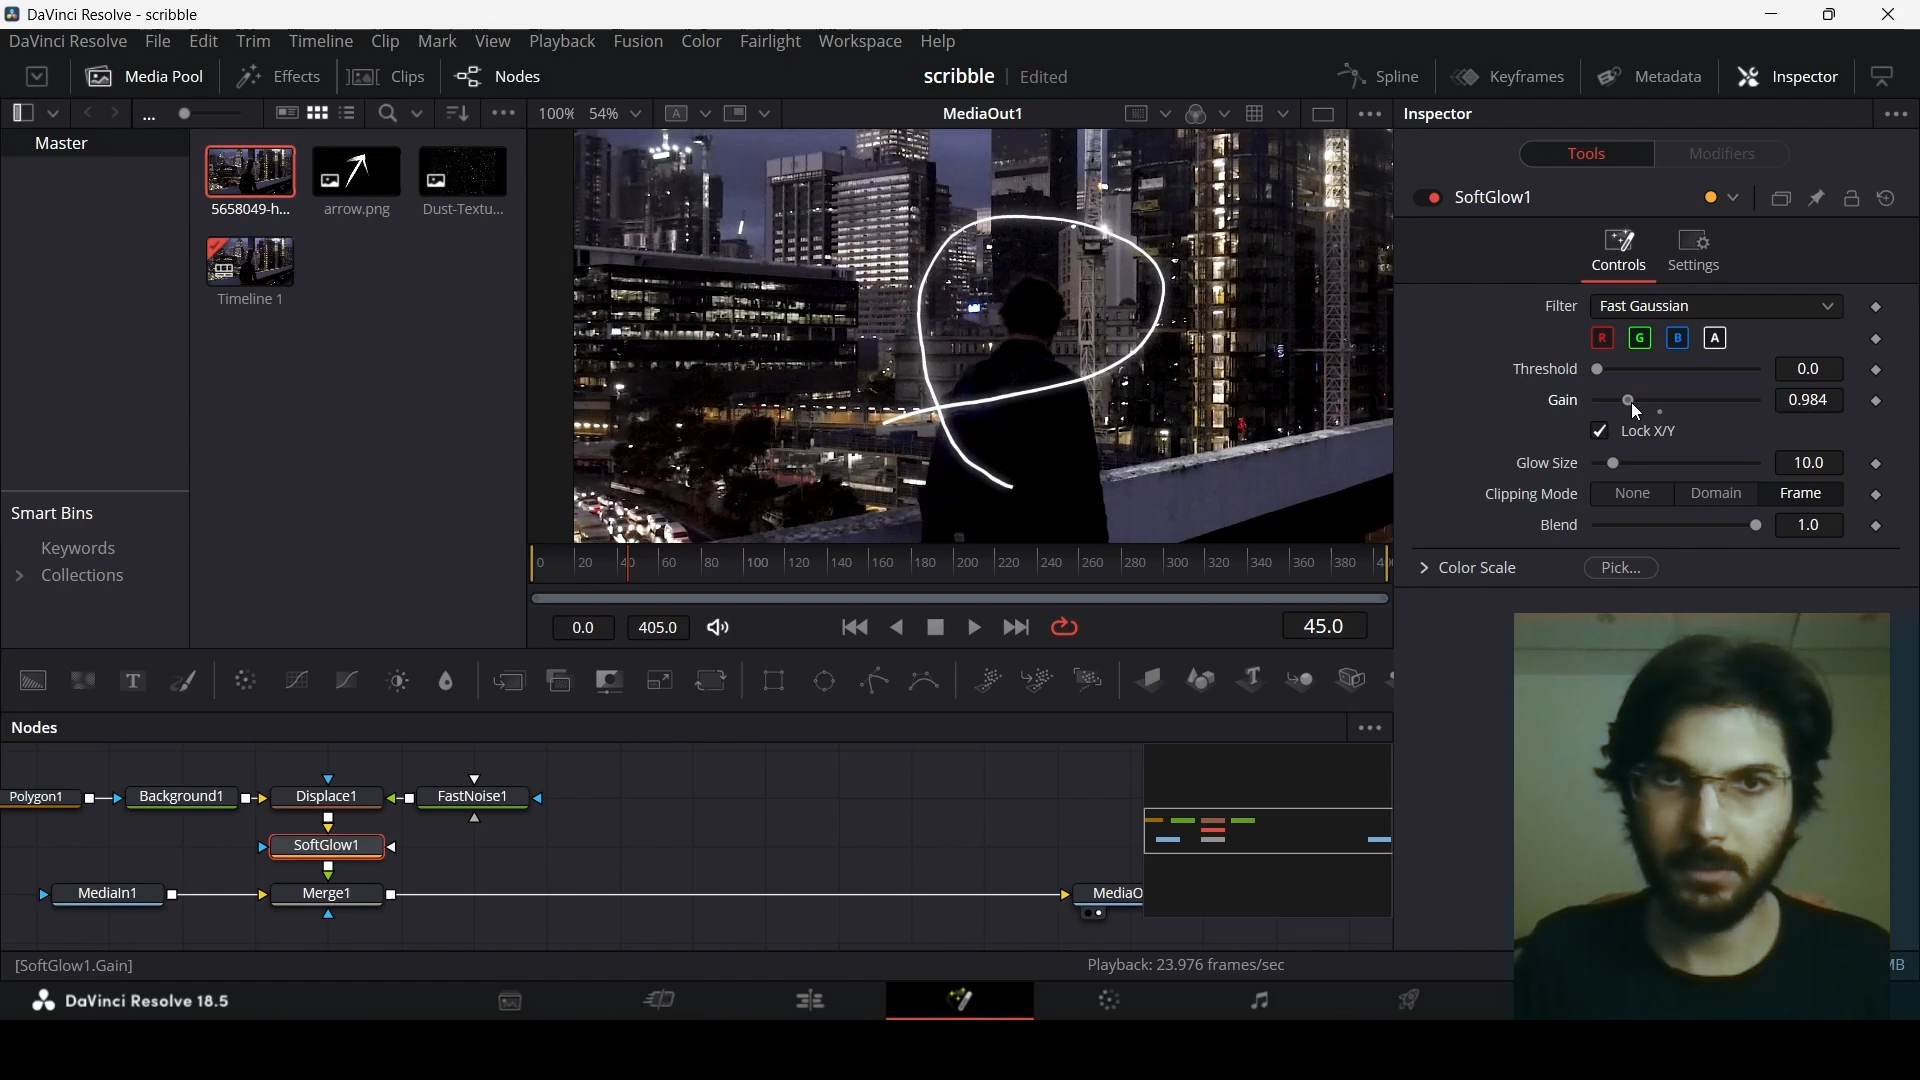 DaVinci Resolve - scribble
DaVinci Resolve File Edit Trim Timeline Clip Mark View Playback Fusion Color Fairlight Workspace Help
Media Pool Effects Clips Nodes scribble Edited Spline Keyframes Metadata Inspector
... 100% 54% A MediaOut1 Inspector
Master
5658049-h... arrow.png Dust-Textu...
Timeline 1
Tools Modifiers
SoftGlow1
Controls Settings
Filter Fast Gaussian
R G B A
Threshold 0.0
Gain 0.984
Lock X/Y
Glow Size 10.0
Clipping Mode None Domain Frame
Blend 1.0
Color Scale Pick...
Smart Bins
Keywords
Collections
0 20 40 60 80 100 120 140 160 180 200 220 240 260 280 300 320 340 360 380
0.0 405.0 45.0
T T
Nodes
Polygon1 Background1 Displace1 FastNoise1
SoftGlow1
MediaIn1 Merge1 MediaO
[SoftGlow1.Gain] Playback: 23.976 frames/sec MB
DaVinci Resolve 18.5